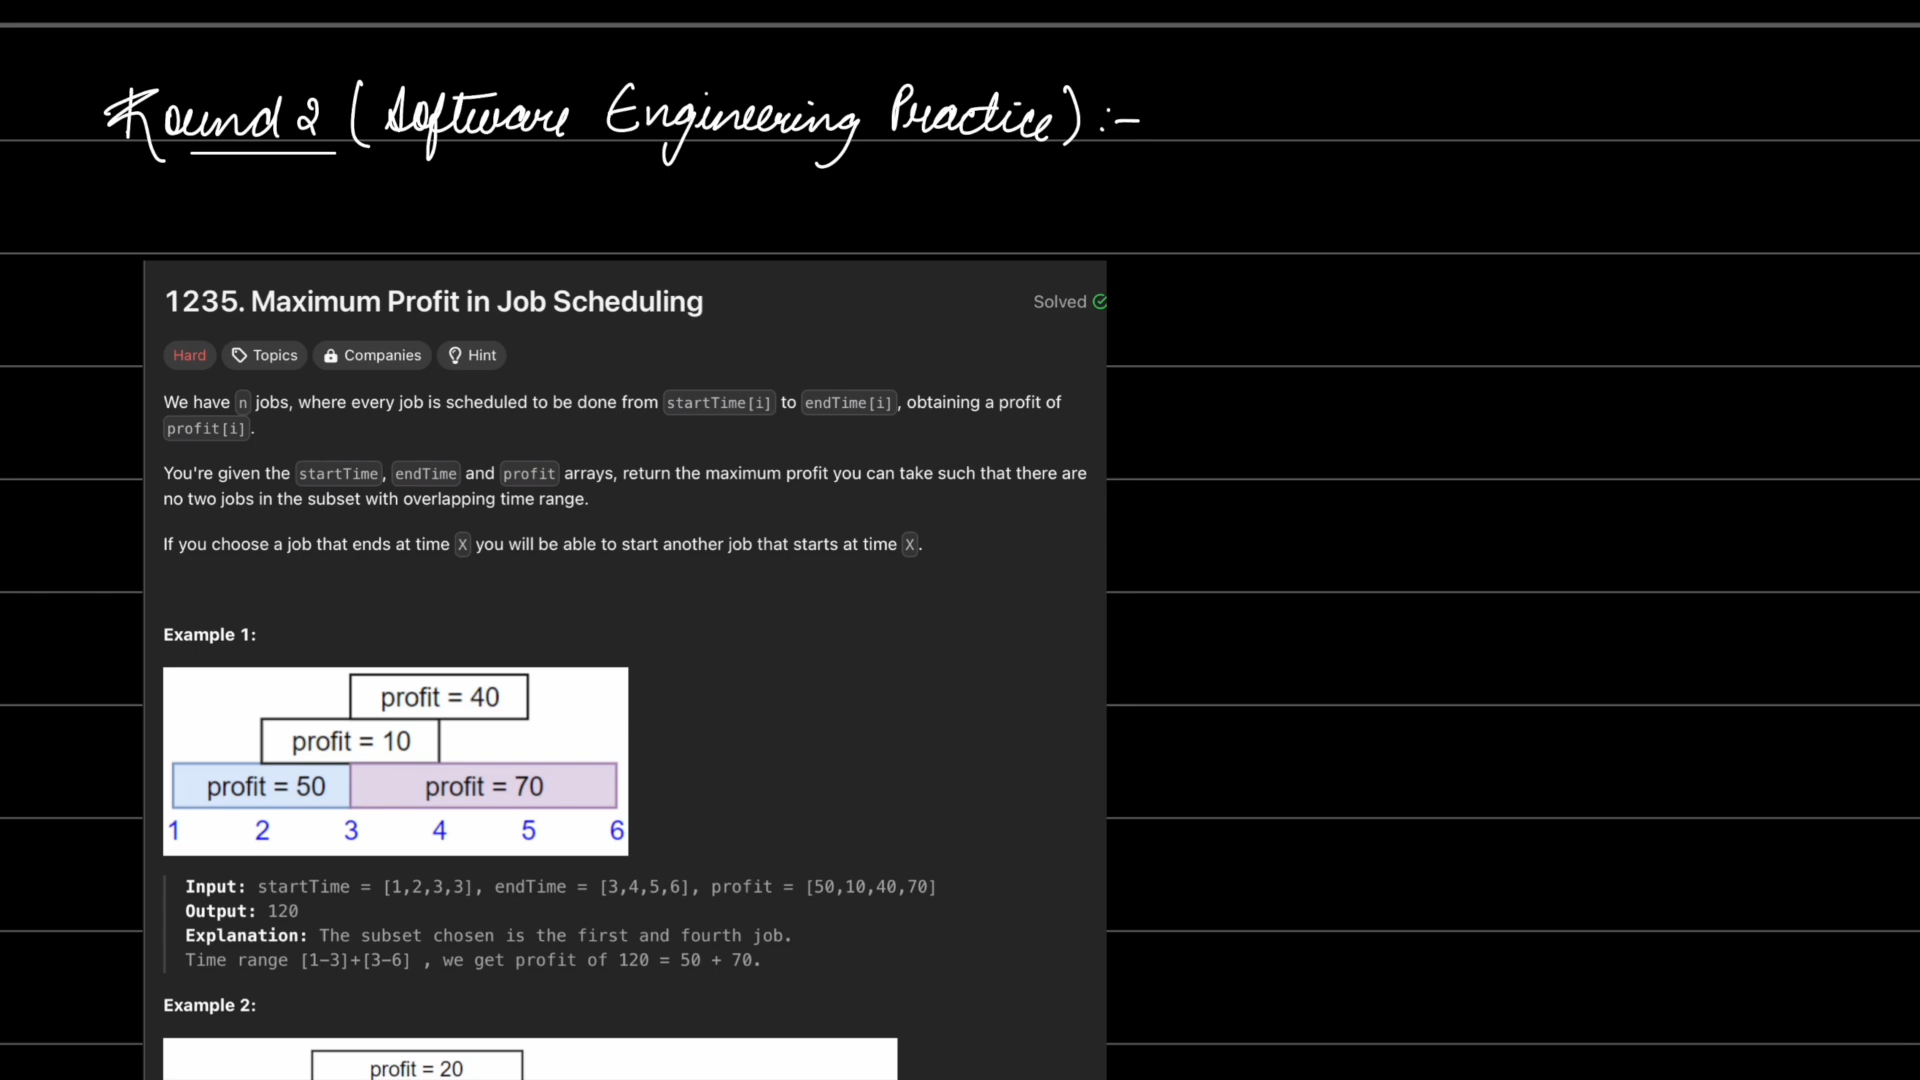 Round 2 (Software Engineering Practice) :-
1235. Maximum Profit in Job Scheduling
Solved
Hard Topics Companies Hint
We have n jobs, where every job is scheduled to be done from startTime[i] to endTime[i], obtaining a profit of
profit[i].
You're given the startTime, endTime and profit arrays, return the maximum profit you can take such that there are
no two jobs in the subset with overlapping time range.
If you choose a job that ends at time X you will be able to start another job that starts at time X.
Example 1:
profit = 40
profit = 10
profit = 50 profit = 70
1 2 3 4 5 6
Input: startTime = [1,2,3,3], endTime = [3,4,5,6], profit = [50,10,40,70]
Output: 120
Explanation: The subset chosen is the first and fourth job.
Time range [1-3]+[3-6] , we get profit of 120 = 50 + 70.
Example 2:
profit = 20